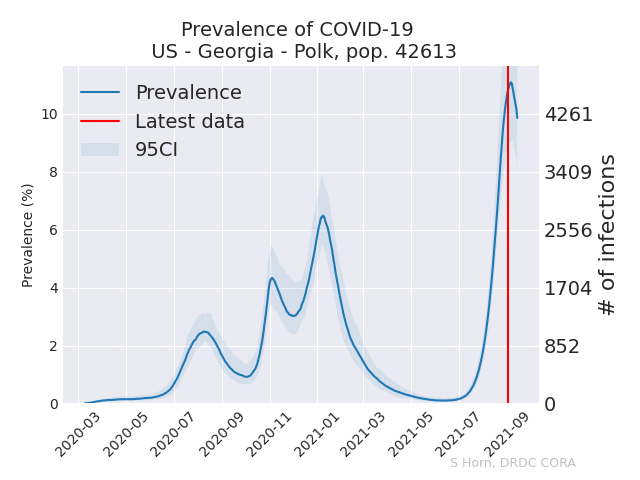 Prevalence of COVID-19
US - Georgia - Polk, pop. 42613
Prevalence
Latest data
95CI
Prevalence (%)
10
8
6
4
2
0
4261
3409
2556
1704
852
0
# of infections
2020-03
2020-05
2020-07
2020-09
2020-11
2021-01
2021-03
2021-05
2021-07
2021-09
S Horn, DRDC CORA